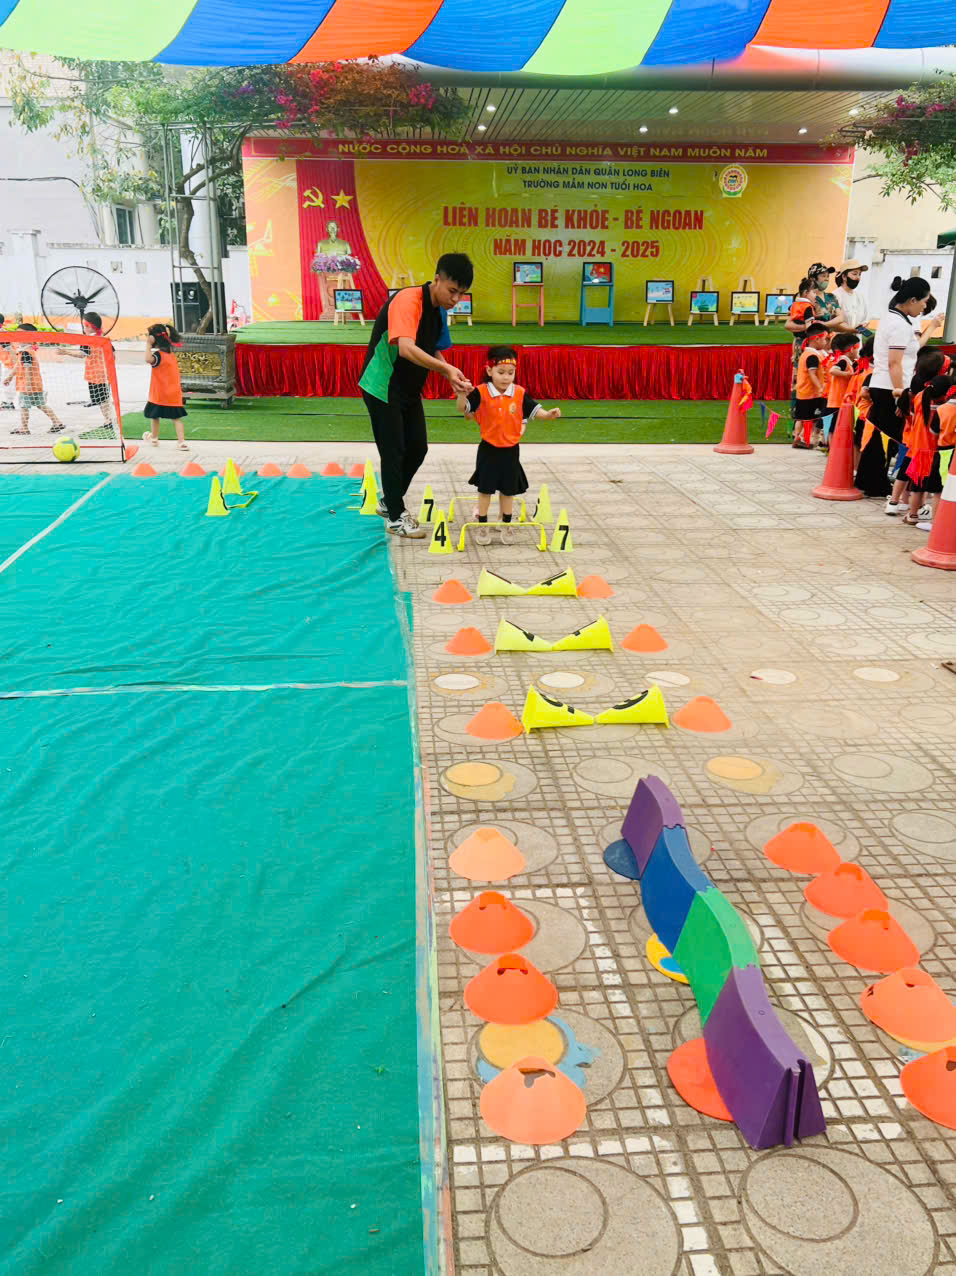 NƯỚC CỘNG HOÀ XÃ HỘI CHỦ NGHĨA VIỆT NAM MUÔN NĂM
UỶ BAN NHÂN DÂN QUẬN LONG BIÊN
TRƯỜNG MẦM NON TUỔI HOA
LIÊN HOAN BÉ KHỎE - BÉ NGOAN
NĂM HỌC 2024 - 2025
7
4
7